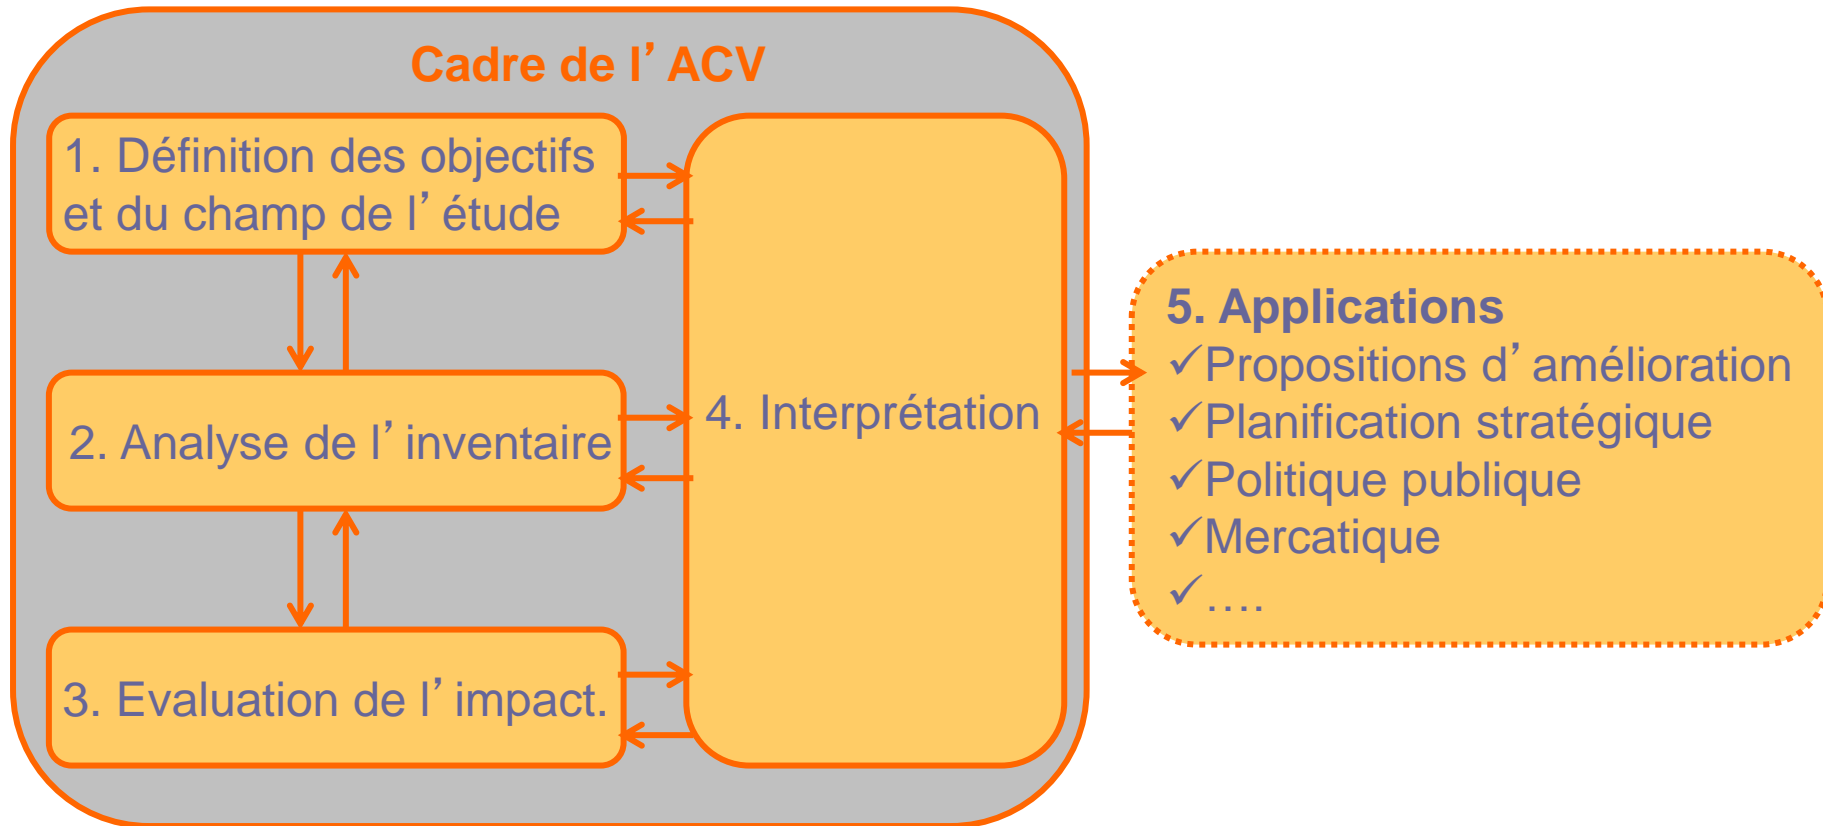 Cadre de l’ ACV
1. Définition des objectifs
et du champ de l’ étude
2. Analyse de l’ inventaire
3. Evaluation de l’ impact.
4. Interprétation
5. Applications
✓Propositions d’ amélioration
✓Planification stratégique
✓Politique publique
✓Mercatique
✓….